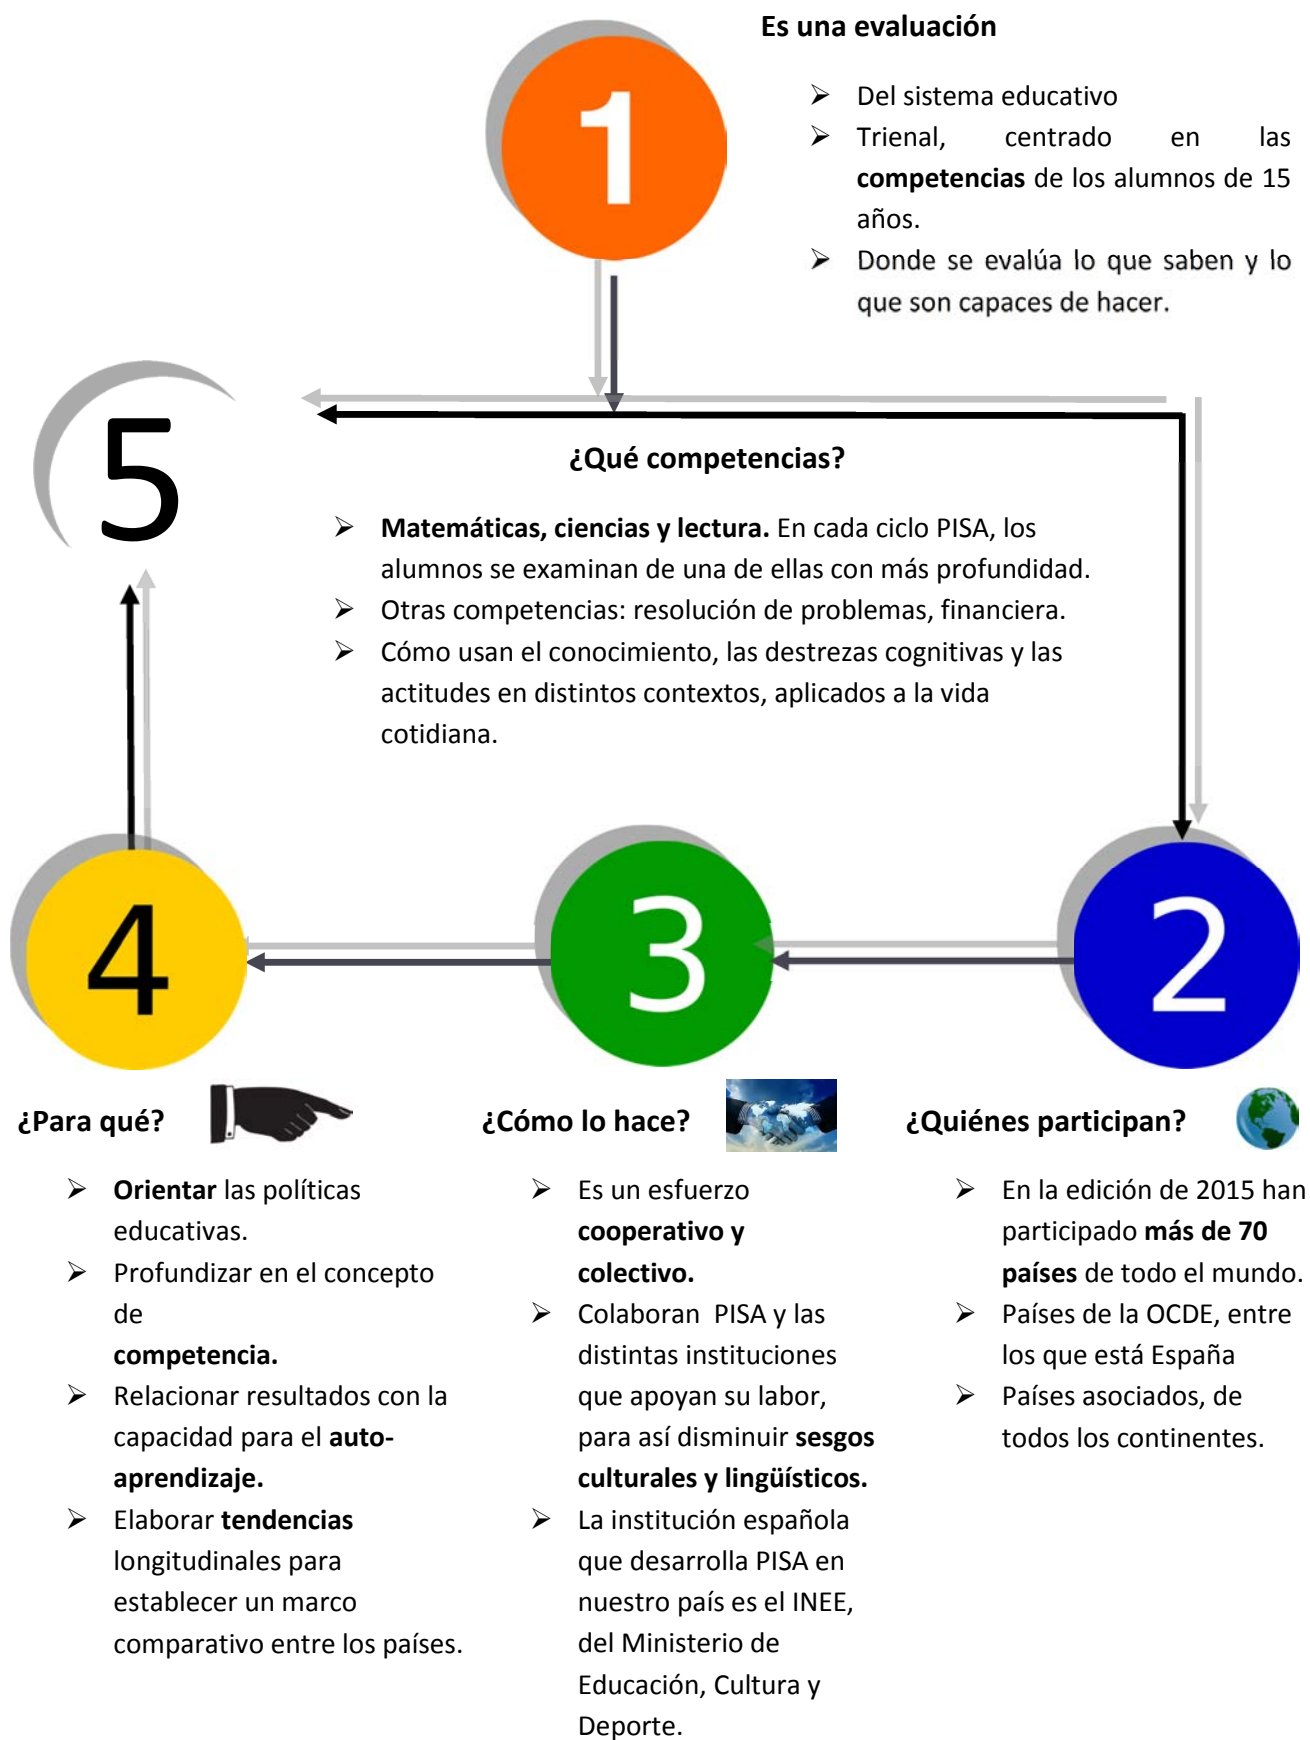 1
Es una evaluación
➢ Del sistema educativo
➢ Trienal, centrado en las
competencias de los alumnos de 15
años.
➢ Donde se evalúa lo que saben y lo
que son capaces de hacer.
5
¿Qué competencias?
➢ Matemáticas, ciencias y lectura. En cada ciclo PISA, los
alumnos se examinan de una de ellas con más profundidad.
➢ Otras competencias: resolución de problemas, financiera.
➢ Cómo usan el conocimiento, las destrezas cognitivas y las
actitudes en distintos contextos, aplicados a la vida
cotidiana.
4
3
2
¿Para qué?
➢ Orientar las políticas
educativas.
➢ Profundizar en el concepto
de
competencia.
➢ Relacionar resultados con la
capacidad para el auto-
aprendizaje.
➢ Elaborar tendencias
longitudinales para
establecer un marco
comparativo entre los países.
¿Cómo lo hace?
➢ Es un esfuerzo
cooperativo y
colectivo.
➢ Colaboran PISA y las
distintas instituciones
que apoyan su labor,
para así disminuir sesgos
culturales y lingüísticos.
➢ La institución española
que desarrolla PISA en
nuestro país es el INEE,
del Ministerio de
Educación, Cultura y
Deporte.
¿Quiénes participan?
➢ En la edición de 2015 han
participado más de 70
países de todo el mundo.
➢ Países de la OCDE, entre
los que está España
➢ Países asociados, de
todos los continentes.